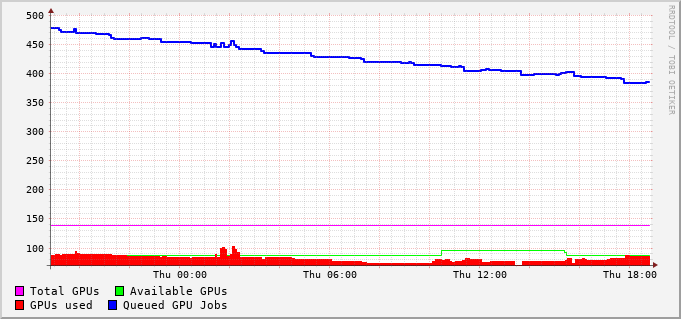 500
450
400
350
300
250
200
150
100
Thu 00:00 Thu 06:00 Thu 12:00 Thu 18:00
Total GPUs Available GPUs
GPUs used Queued GPU Jobs
RRDTOOL / TOBI OETIKER